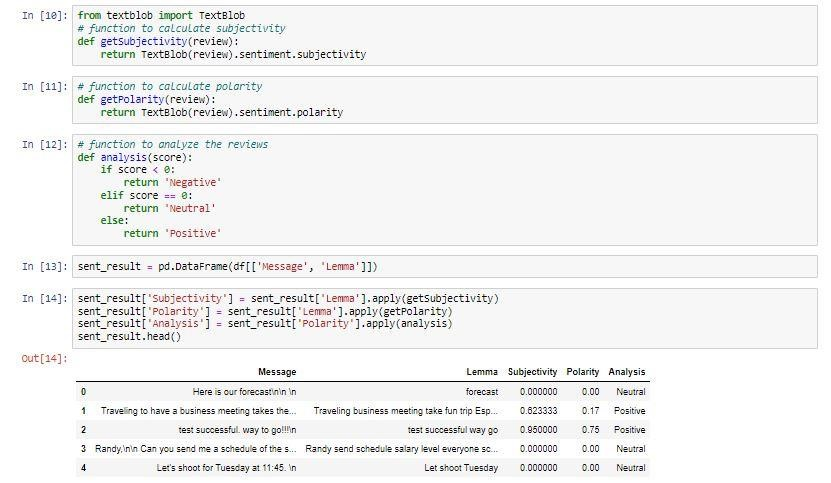 In [10]: from textblob import TextBlob
# function to calculate subjectivity
def getSubjectivity(review):
    return TextBlob(review).sentiment.subjectivity
In [11]: # function to calculate polarity
def getPolarity(review):
    return TextBlob(review).sentiment.polarity
In [12]: # function to analyze the reviews
def analysis(score):
    if score < 0:
        return 'Negative'
    elif score == 0:
        return 'Neutral'
    else:
        return 'Positive'
In [13]: sent_result = pd.DataFrame(df[['Message', 'Lemma']])
In [14]: sent_result['Subjectivity'] = sent_result['Lemma'].apply(getSubjectivity)
sent_result['Polarity'] = sent_result['Lemma'].apply(getPolarity)
sent_result['Analysis'] = sent_result['Polarity'].apply(analysis)
sent_result.head()
Out[14]:
Message Lemma Subjectivity Polarity Analysis
0 Here is our forecast\n\n \n forecast 0.000000 0.00 Neutral
1 Traveling to have a business meeting takes the... Traveling business meeting take fun trip Esp... 0.623333 0.17 Positive
2 test successful. way to go!!!\n test successful way go 0.950000 0.75 Positive
3 Randy,\n\n Can you send me a schedule of the s... Randy send schedule salary level everyone sc... 0.000000 0.00 Neutral
4 Let's shoot for Tuesday at 11:45. \n Let shoot Tuesday 0.000000 0.00 Neutral